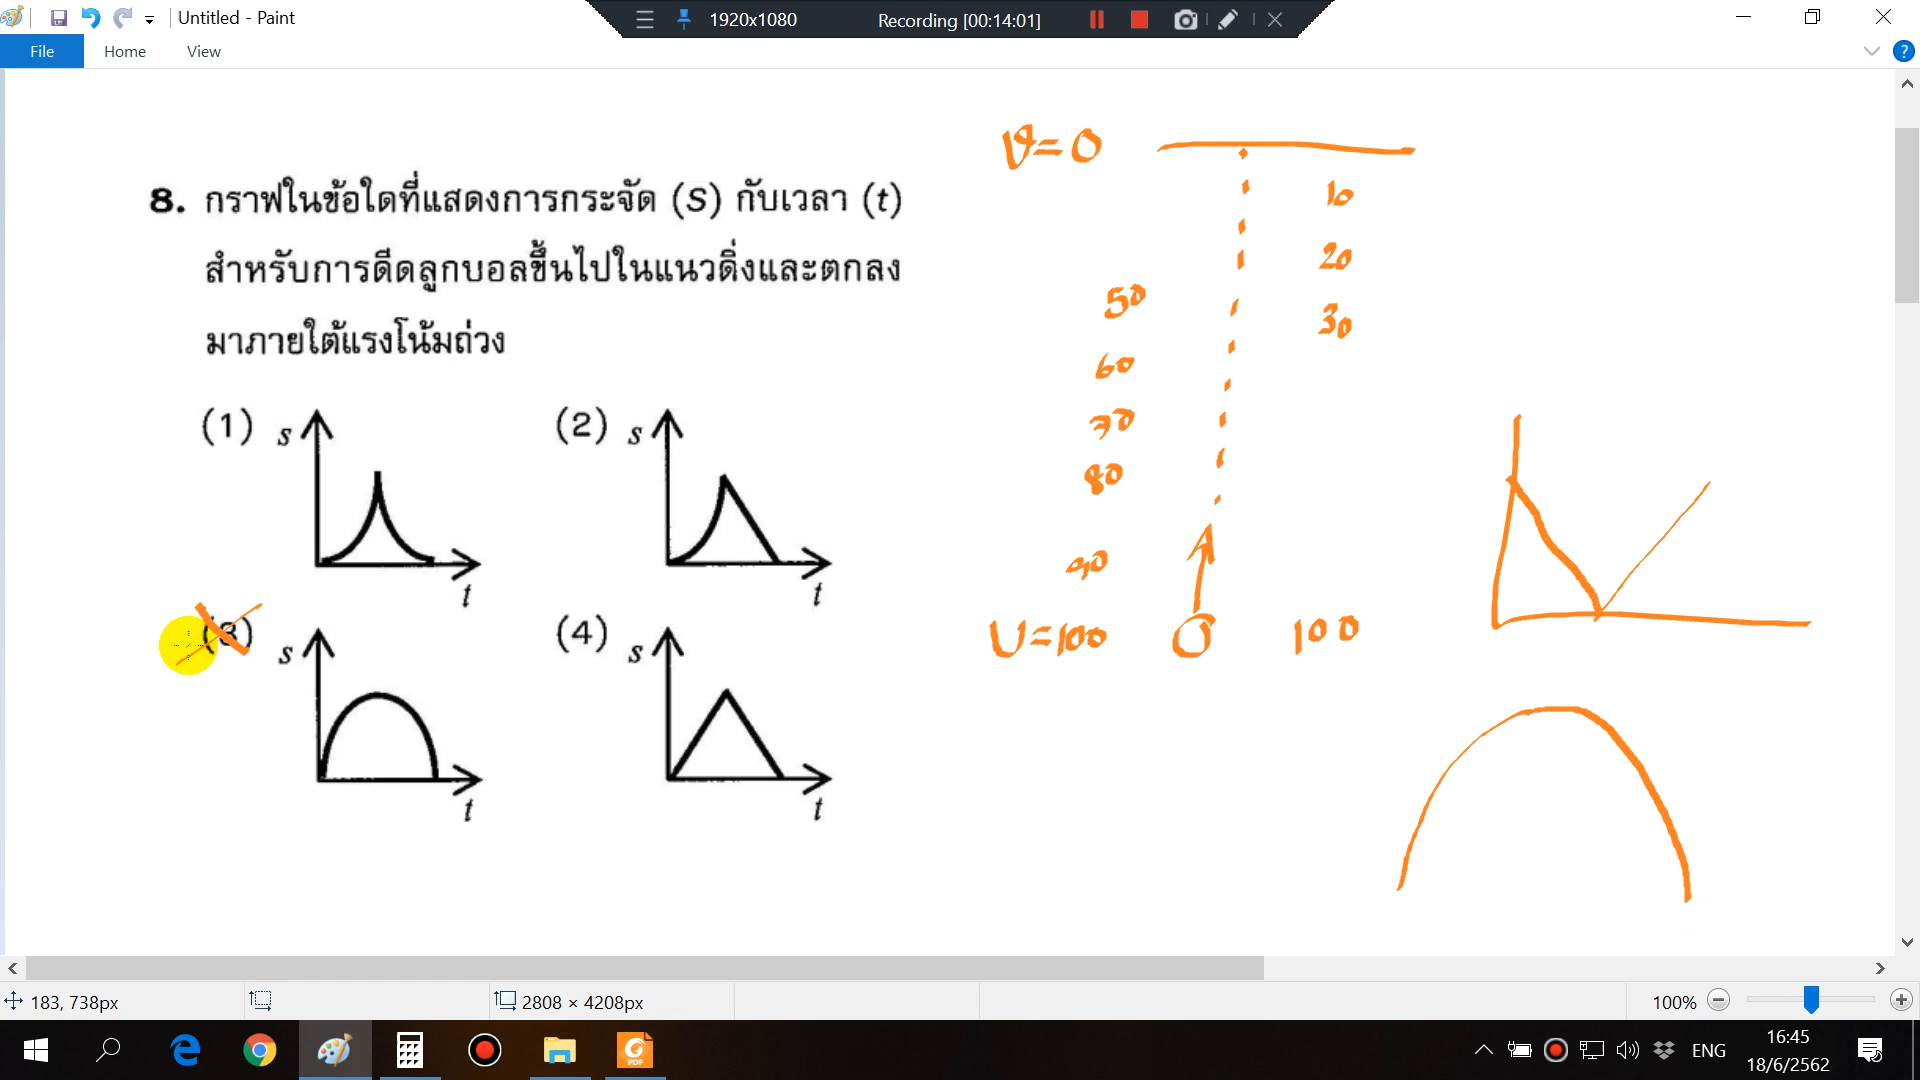 Untitled - Paint
1920x1080
Recording [00:14:01]
File
Home
View
8. กราฟในข้อใดที่แสดงการกระจัด (S) กับเวลา (t)
สำหรับการดีดลูกบอลขึ้นไปในแนวดิ่งและตกลง
มาภายใต้แรงโน้มถ่วง
(1)
s
t
(2)
s
t
(3)
s
t
(4)
s
t
v=0
10
20
30
50
60
70
80
90
U=100
100
183, 738px
2808 × 4208px
100%
PDF
ENG
16:45
18/6/2562